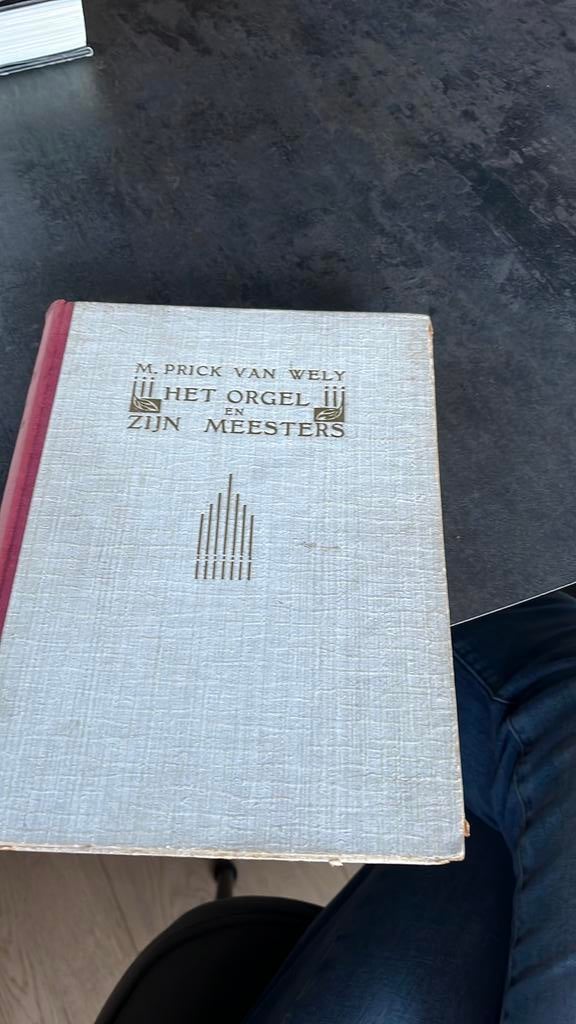 M. PRICK VAN WELY
HET ORGEL
EN
ZIJN MEESTERS